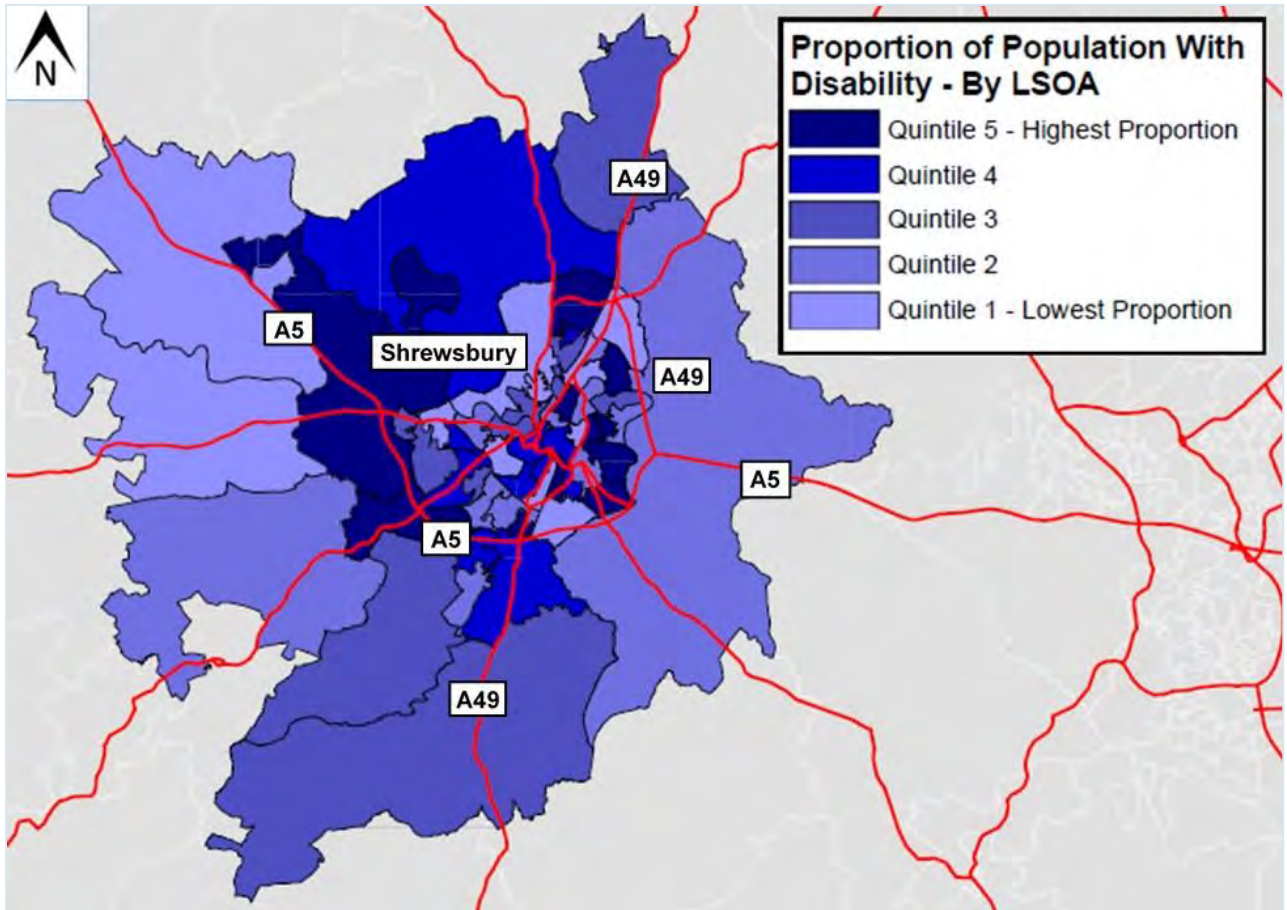 N
Proportion of Population With
Disability - By LSOA
Quintile 5 - Highest Proportion
Quintile 4
Quintile 3
Quintile 2
Quintile 1 - Lowest Proportion
A49
A5
Shrewsbury
A49
A5
A5
A49